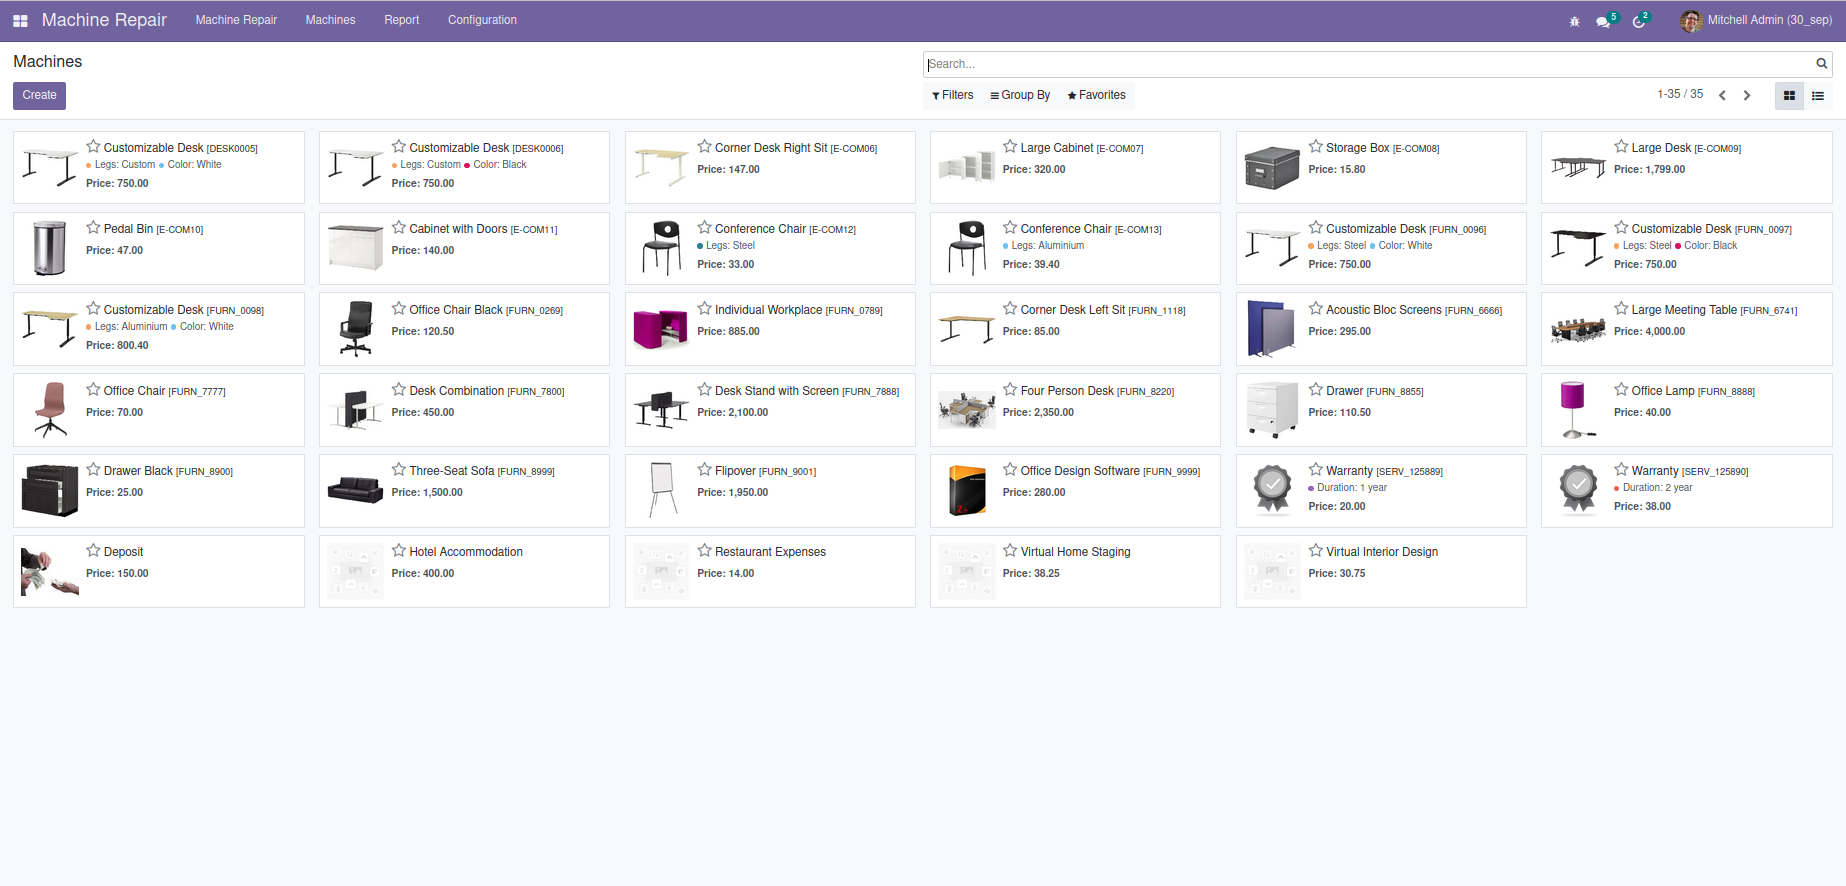 Machine Repair
Machine Repair Machines Report Configuration
5 2 Mitchell Admin (30_sep)
Machines
Search...
Create
Filters Group By Favorites
1-35 / 35
Customizable Desk [DESK0005]
Legs: Custom Color: White
Price: 750.00
Customizable Desk [DESK0006]
Legs: Custom Color: Black
Price: 750.00
Corner Desk Right Sit [E-COM06]
Price: 147.00
Large Cabinet [E-COM07]
Price: 320.00
Storage Box [E-COM08]
Price: 15.80
Large Desk [E-COM09]
Price: 1,799.00
Pedal Bin [E-COM10]
Price: 47.00
Cabinet with Doors [E-COM11]
Price: 140.00
Conference Chair [E-COM12]
Legs: Steel
Price: 33.00
Conference Chair [E-COM13]
Legs: Aluminium
Price: 39.40
Customizable Desk [FURN_0096]
Legs: Steel Color: White
Price: 750.00
Customizable Desk [FURN_0097]
Legs: Steel Color: Black
Price: 750.00
Customizable Desk [FURN_0098]
Legs: Aluminium Color: White
Price: 800.40
Office Chair Black [FURN_0269]
Price: 120.50
Individual Workplace [FURN_0789]
Price: 885.00
Corner Desk Left Sit [FURN_1118]
Price: 85.00
Acoustic Bloc Screens [FURN_6666]
Price: 295.00
Large Meeting Table [FURN_6741]
Price: 4,000.00
Office Chair [FURN_7777]
Price: 70.00
Desk Combination [FURN_7800]
Price: 450.00
Desk Stand with Screen [FURN_7888]
Price: 2,100.00
Four Person Desk [FURN_8220]
Price: 2,350.00
Drawer [FURN_8855]
Price: 110.50
Office Lamp [FURN_8888]
Price: 40.00
Drawer Black [FURN_8900]
Price: 25.00
Three-Seat Sofa [FURN_8999]
Price: 1,500.00
Flipover [FURN_9001]
Price: 1,950.00
Office Design Software [FURN_9999]
Price: 280.00
Warranty [SERV_125889]
Duration: 1 year
Price: 20.00
Warranty [SERV_125890]
Duration: 2 year
Price: 38.00
Deposit
Price: 150.00
Hotel Accommodation
Price: 400.00
Restaurant Expenses
Price: 14.00
Virtual Home Staging
Price: 38.25
Virtual Interior Design
Price: 30.75